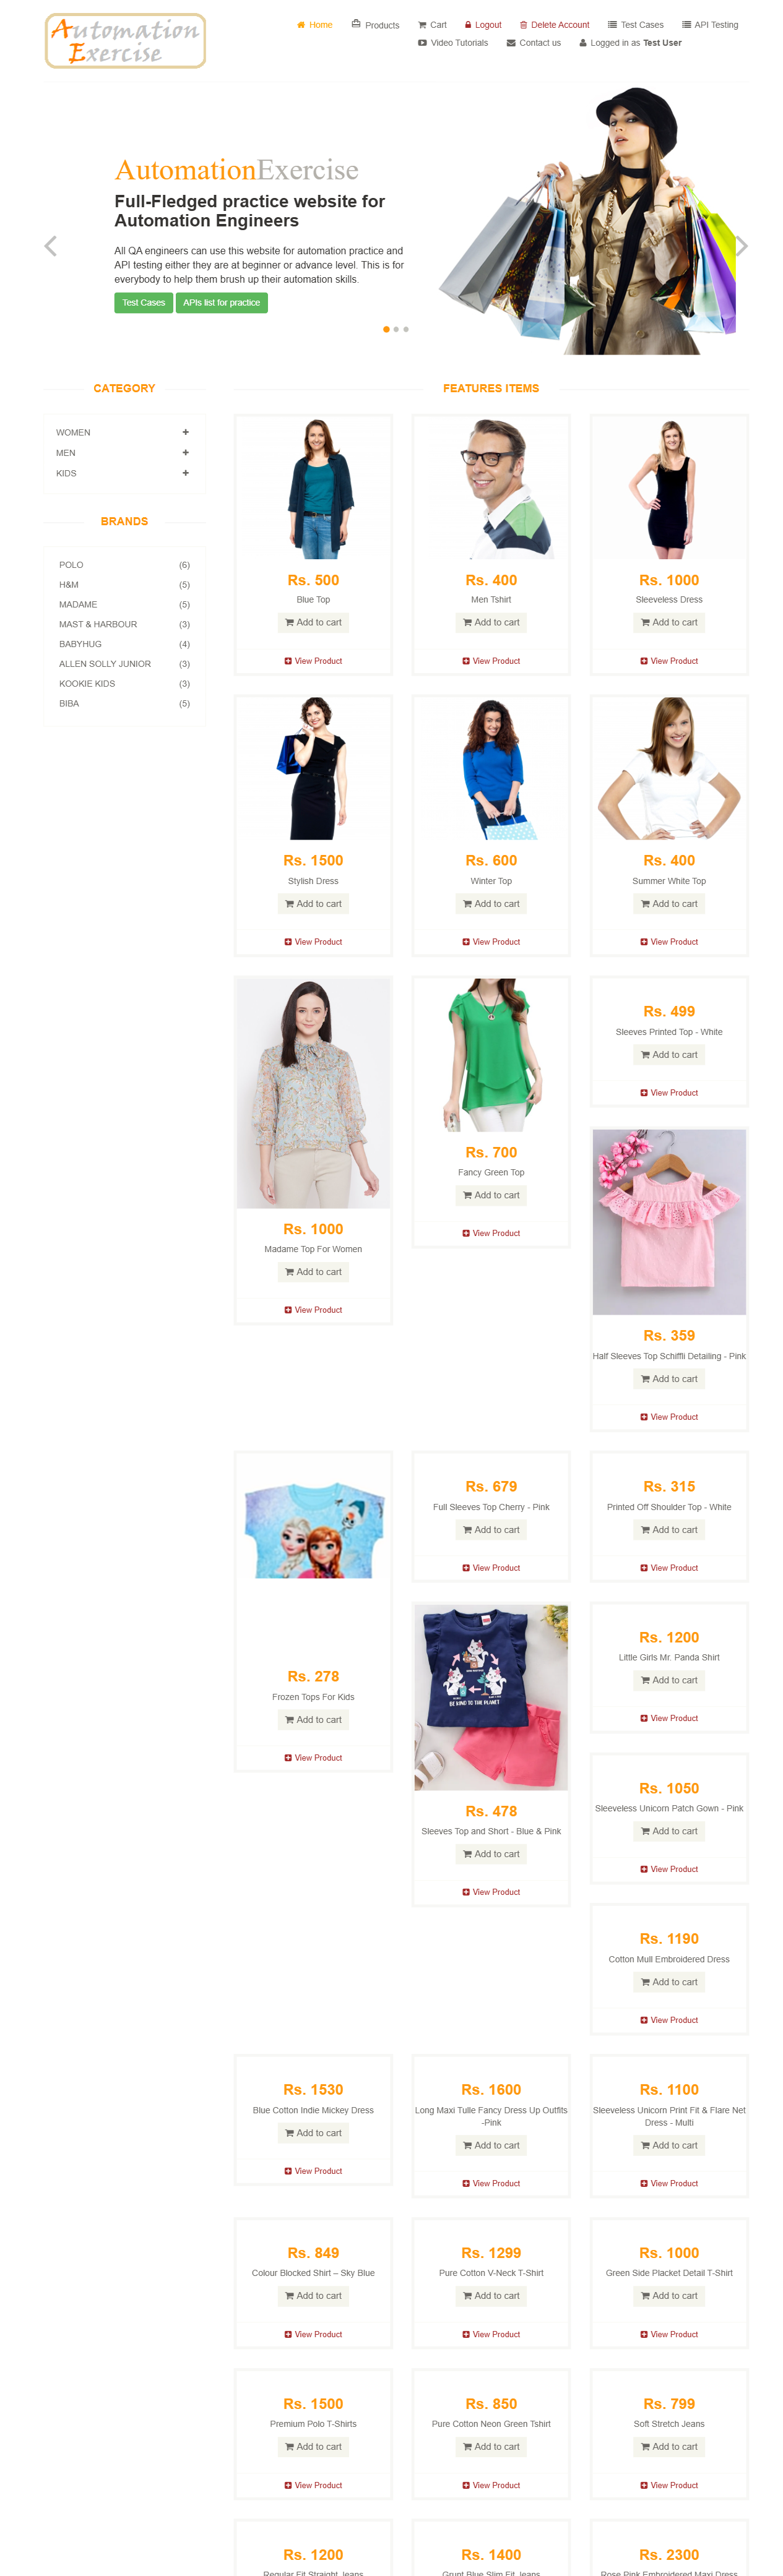 Automation
Exercise
Home
Products
Cart
Logout
Delete Account
Test Cases
API Testing
Video Tutorials
Contact us
Logged in as Test User
AutomationExercise
Full-Fledged practice website for
Automation Engineers
All QA engineers can use this website for automation practice and
API testing either they are at beginner or advance level. This is for
everybody to help them brush up their automation skills.
Test Cases
APIs list for practice
CATEGORY
WOMEN
MEN
KIDS
BRANDS
POLO (6)
H&M (5)
MADAME (5)
MAST & HARBOUR (3)
BABYHUG (4)
ALLEN SOLLY JUNIOR (3)
KOOKIE KIDS (3)
BIBA (5)
FEATURES ITEMS
Rs. 500
Blue Top
Add to cart
View Product
Rs. 400
Men Tshirt
Add to cart
View Product
Rs. 1000
Sleeveless Dress
Add to cart
View Product
Rs. 1500
Stylish Dress
Add to cart
View Product
Rs. 600
Winter Top
Add to cart
View Product
Rs. 400
Summer White Top
Add to cart
View Product
Rs. 1000
Madame Top For Women
Add to cart
View Product
Rs. 700
Fancy Green Top
Add to cart
View Product
Rs. 499
Sleeves Printed Top - White
Add to cart
View Product
Rs. 359
Half Sleeves Top Schiffli Detailing - Pink
Add to cart
View Product
Rs. 278
Frozen Tops For Kids
Add to cart
View Product
Rs. 679
Full Sleeves Top Cherry - Pink
Add to cart
View Product
Rs. 315
Printed Off Shoulder Top - White
Add to cart
View Product
BE KIND TO THE PLANET
Rs. 478
Sleeves Top and Short - Blue & Pink
Add to cart
View Product
Rs. 1200
Little Girls Mr. Panda Shirt
Add to cart
View Product
Rs. 1050
Sleeveless Unicorn Patch Gown - Pink
Add to cart
View Product
Rs. 1190
Cotton Mull Embroidered Dress
Add to cart
View Product
Rs. 1530
Blue Cotton Indie Mickey Dress
Add to cart
View Product
Rs. 1600
Long Maxi Tulle Fancy Dress Up Outfits
-Pink
Add to cart
View Product
Rs. 1100
Sleeveless Unicorn Print Fit & Flare Net
Dress - Multi
Add to cart
View Product
Rs. 849
Colour Blocked Shirt – Sky Blue
Add to cart
View Product
Rs. 1299
Pure Cotton V-Neck T-Shirt
Add to cart
View Product
Rs. 1000
Green Side Placket Detail T-Shirt
Add to cart
View Product
Rs. 1500
Premium Polo T-Shirts
Add to cart
View Product
Rs. 850
Pure Cotton Neon Green Tshirt
Add to cart
View Product
Rs. 799
Soft Stretch Jeans
Add to cart
View Product
Rs. 1200
Regular Fit Straight Jeans
Rs. 1400
Grunt Blue Slim Fit Jeans
Rs. 2300
Rose Pink Embroidered Maxi Dress